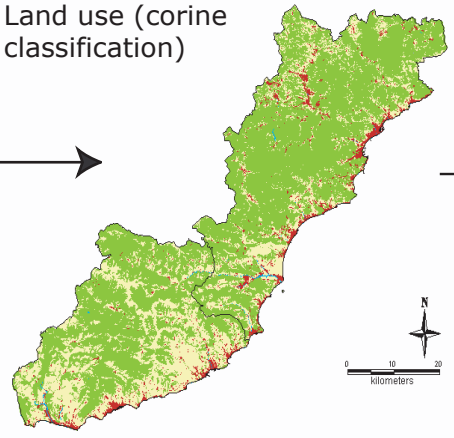 Land use (corine
classification)
N
0 10 20
kilometers